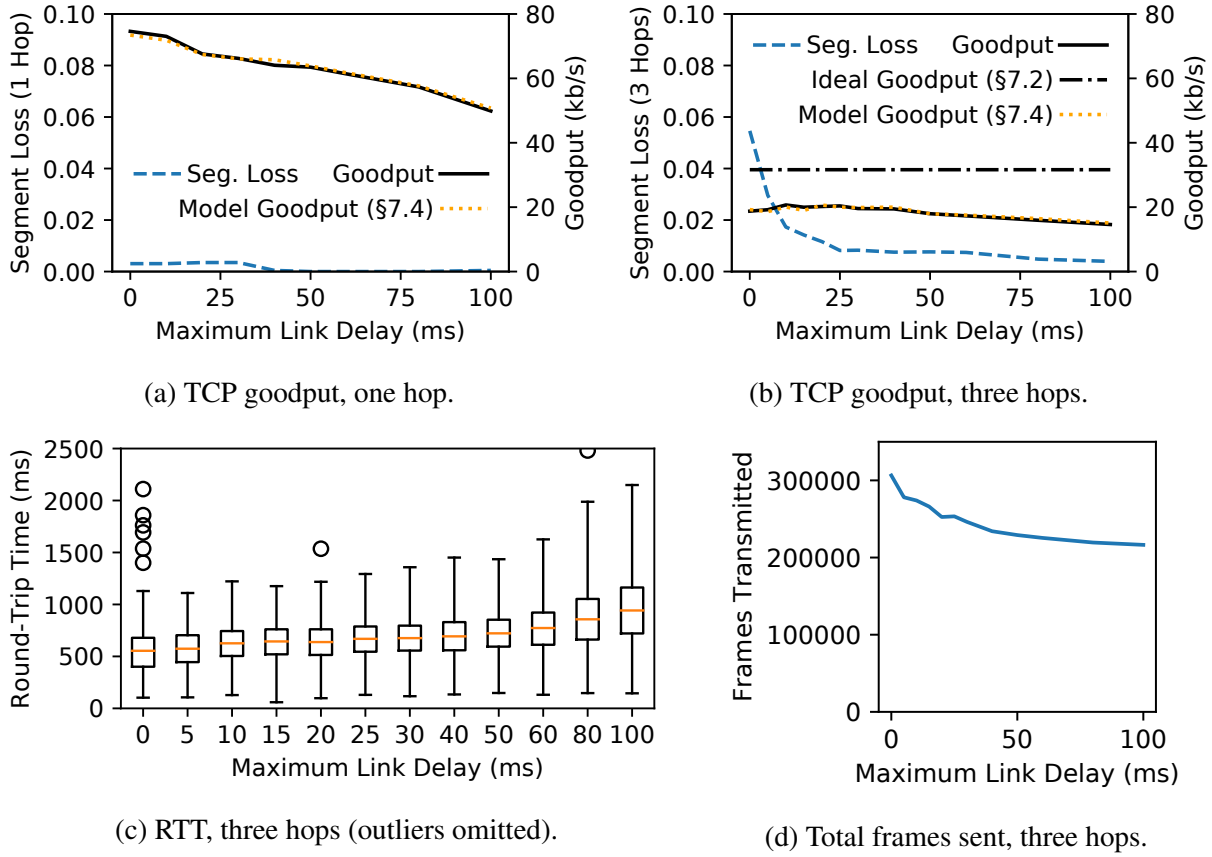 Segment Loss (1 Hop)
0.10
0.08
0.06
0.04
0.02
0.00
Seg. Loss
Goodput
Model Goodput (§7.4)
80
60
40
20
0
Goodput (kb/s)
0
25
50
75
100
Maximum Link Delay (ms)
(a) TCP goodput, one hop.
Segment Loss (3 Hops)
0.10
0.08
0.06
0.04
0.02
0.00
Seg. Loss
Goodput
Ideal Goodput (§7.2)
Model Goodput (§7.4)
80
60
40
20
0
Goodput (kb/s)
0
25
50
75
100
Maximum Link Delay (ms)
(b) TCP goodput, three hops.
Round-Trip Time (ms)
2500
2000
1500
1000
500
0
0
5
10
15
20
25
30
40
50
60
80
100
Maximum Link Delay (ms)
(c) RTT, three hops (outliers omitted).
Frames Transmitted
300000
200000
100000
0
0
50
100
Maximum Link Delay (ms)
(d) Total frames sent, three hops.